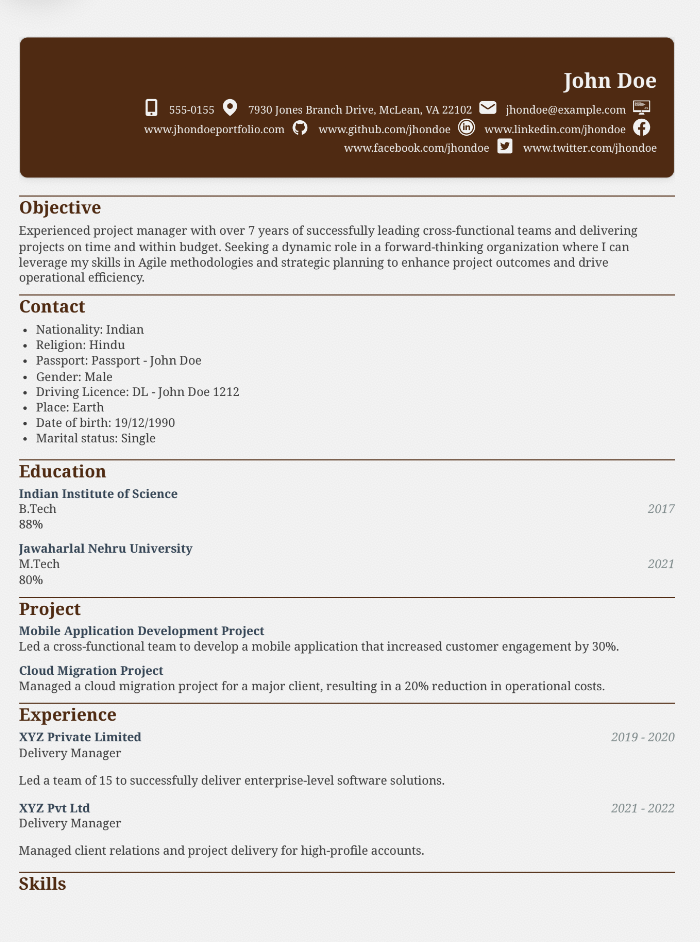 John Doe
555-0155 7930 Jones Branch Drive, McLean, VA 22102 jhondoe@example.com
www.jhondoeportfolio.com www.github.com/jhondoe www.linkedin.com/jhondoe
www.facebook.com/jhondoe www.twitter.com/jhondoe
Objective
Experienced project manager with over 7 years of successfully leading cross-functional teams and delivering
projects on time and within budget. Seeking a dynamic role in a forward-thinking organization where I can
leverage my skills in Agile methodologies and strategic planning to enhance project outcomes and drive
operational efficiency.
Contact
• Nationality: Indian
• Religion: Hindu
• Passport: Passport - John Doe
• Gender: Male
• Driving Licence: DL - John Doe 1212
• Place: Earth
• Date of birth: 19/12/1990
• Marital status: Single
Education
Indian Institute of Science
B.Tech 2017
88%
Jawaharlal Nehru University
M.Tech 2021
80%
Project
Mobile Application Development Project
Led a cross-functional team to develop a mobile application that increased customer engagement by 30%.
Cloud Migration Project
Managed a cloud migration project for a major client, resulting in a 20% reduction in operational costs.
Experience
XYZ Private Limited 2019 - 2020
Delivery Manager
Led a team of 15 to successfully deliver enterprise-level software solutions.
XYZ Pvt Ltd 2021 - 2022
Delivery Manager
Managed client relations and project delivery for high-profile accounts.
Skills